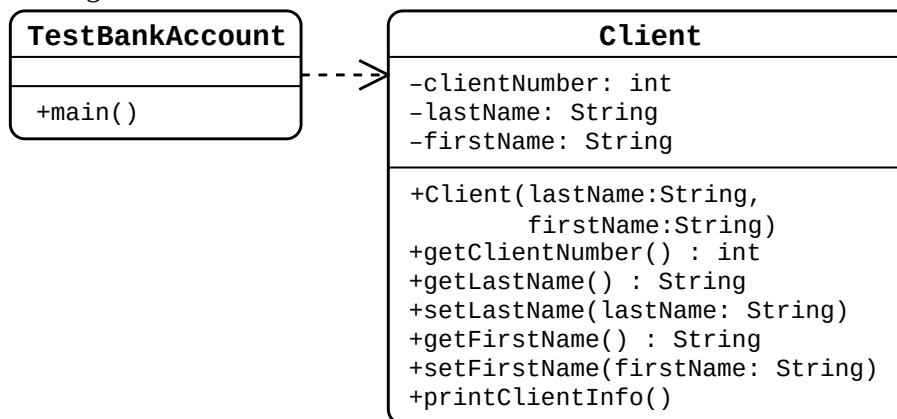 TestBankAccount
+main()
Client
–clientNumber: int
–lastName: String
–firstName: String
+Client(lastName:String,
firstName:String)
+getClientNumber() : int
+getLastName() : String
+setLastName(lastName: String)
+getFirstName() : String
+setFirstName(firstName: String)
+printClientInfo()